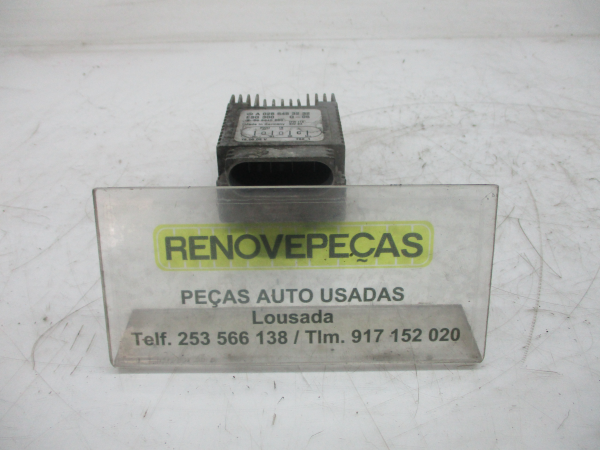 RENOVEPEÇAS
PEÇAS AUTO USADAS
Lousada
Telf. 253 566 138 / Tlm. 917 152 020